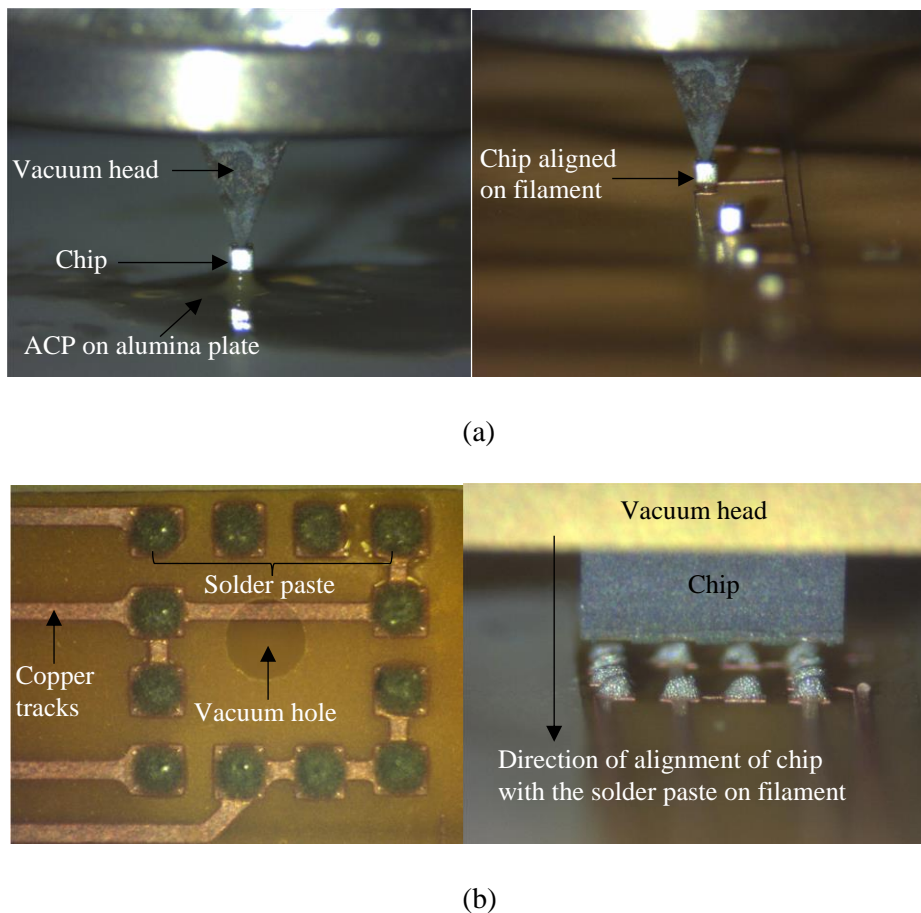 Vacuum head
Chip
ACP on alumina plate
Chip aligned
on filament
(a)
Solder paste
Copper
tracks
Vacuum hole
Vacuum head
Chip
Direction of alignment of chip
with the solder paste on filament
(b)